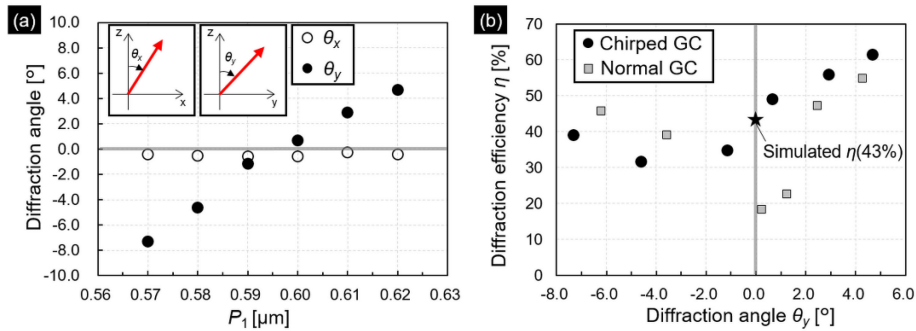 (a)
Diffraction angle [º]
10.0
8.0
6.0
4.0
2.0
0.0
-2.0
-4.0
-6.0
-8.0
-10.0
z
θx
x
z
θy
y
θx
θy
0.56 0.57 0.58 0.59 0.60 0.61 0.62 0.63
P1 [µm]
(b)
Diffraction efficiency η [%]
70
60
50
40
30
20
10
0
Chirped GC
Normal GC
Simulated η(43%)
-8.0 -6.0 -4.0 -2.0 0.0 2.0 4.0 6.0
Diffraction angle θy [º]